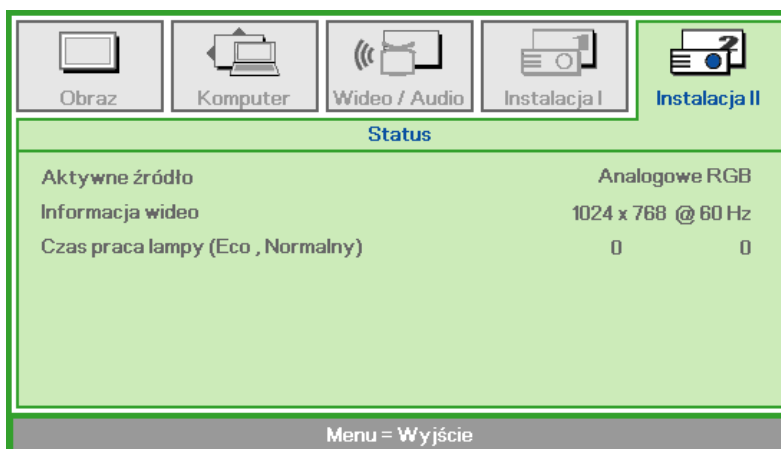 Obraz
Komputer
Wideo / Audio
Instalacja I
Instalacja II
Status
Aktywne źródło Analogowe RGB
Informacja wideo 1024 x 768 @ 60 Hz
Czas praca lampy (Eco , Normalny) 0 0
Menu = Wyjście